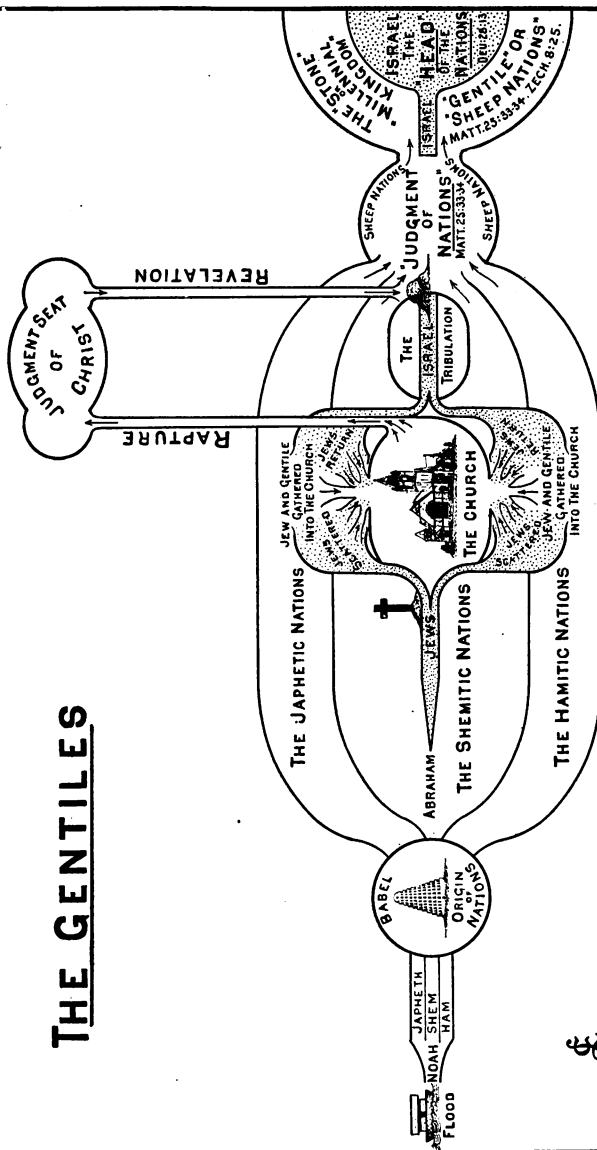 THE GENTILES
JUDGMENT SEAT
OF
CHRIST
RAPTURE
REVELATION
FLOOD
NOAH
JAPHETH
SHEM
HAM
BABEL
ORIGIN
OF
NATIONS
THE JAPHETIC NATIONS
ABRAHAM
THE SHEMITIC NATIONS
THE HAMITIC NATIONS
JEWS
JEW AND GENTILE
GATHERED
INTO THE CHURCH
JEWS
SCATTERED
JEWS
RETURN
THE CHURCH
JEWS
SCATTERED
JEWS
RETURN
JEW AND GENTILE
GATHERED
INTO THE CHURCH
THE
ISRAEL
TRIBULATION
SHEEP NATIONS
"JUDGMENT
OF
NATIONS"
MATT.25:33-34
SHEEP NATIONS
THE "STONE"
OR
"MILLENNIAL
KINGDOM"
ISRAEL
ISRAEL
THE
"HEAD"
OF THE
NATIONS
DEU:28:13
"GENTILE" OR
"SHEEP NATIONS"
MATT.25:33-34. ZECH.8:25.